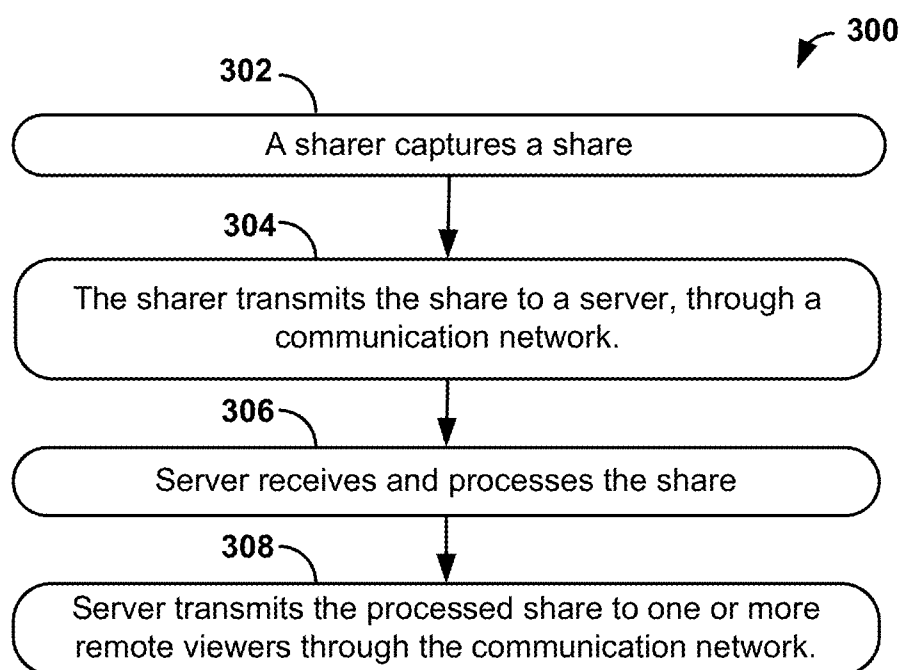 300
302
A sharer captures a share
304
The sharer transmits the share to a server, through a
communication network.
306
Server receives and processes the share
308
Server transmits the processed share to one or more
remote viewers through the communication network.